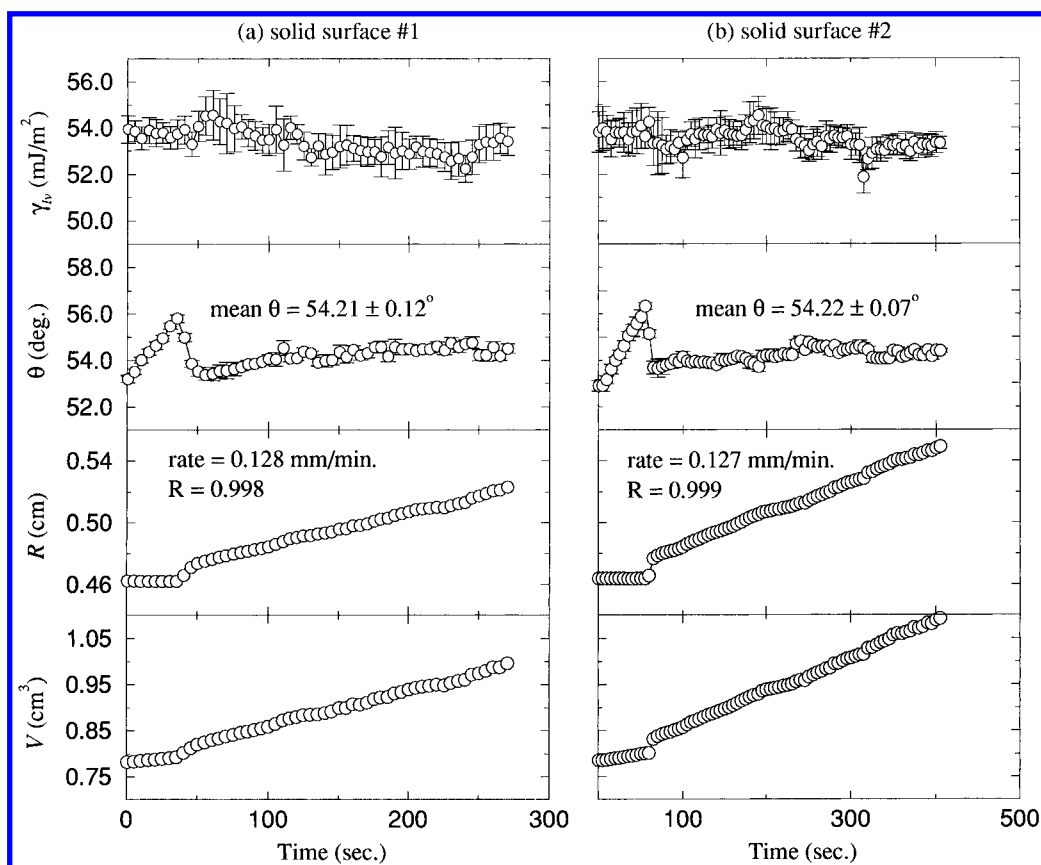 (a) solid surface #1
(b) solid surface #2
γlv (mJ/m²)
56.0
54.0
52.0
50.0
θ (deg.)
58.0
56.0
54.0
52.0
mean θ = 54.21 ± 0.12°
mean θ = 54.22 ± 0.07°
R (cm)
0.54
0.50
0.46
rate = 0.128 mm/min.
R = 0.998
rate = 0.127 mm/min.
R = 0.999
V (cm³)
1.05
0.95
0.85
0.75
0 100 200 300
100 200 300 400 500
Time (sec.)
Time (sec.)